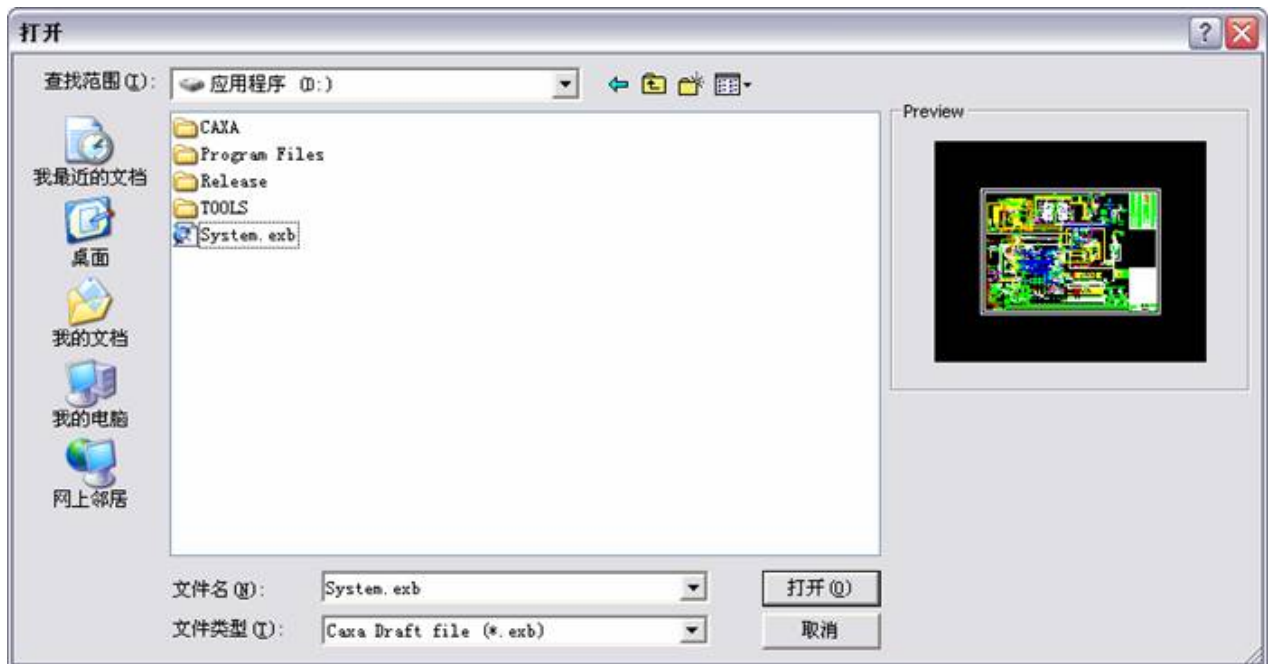 打开
查找范围(I): 应用程序 (D:)
Preview
CAXA
Program Files
Release
TOOLS
System.exb
我最近的文档
桌面
我的文档
我的电脑
网上邻居
文件名(N): System.exb 打开(O)
文件类型(T): Caxa Draft file (*.exb) 取消